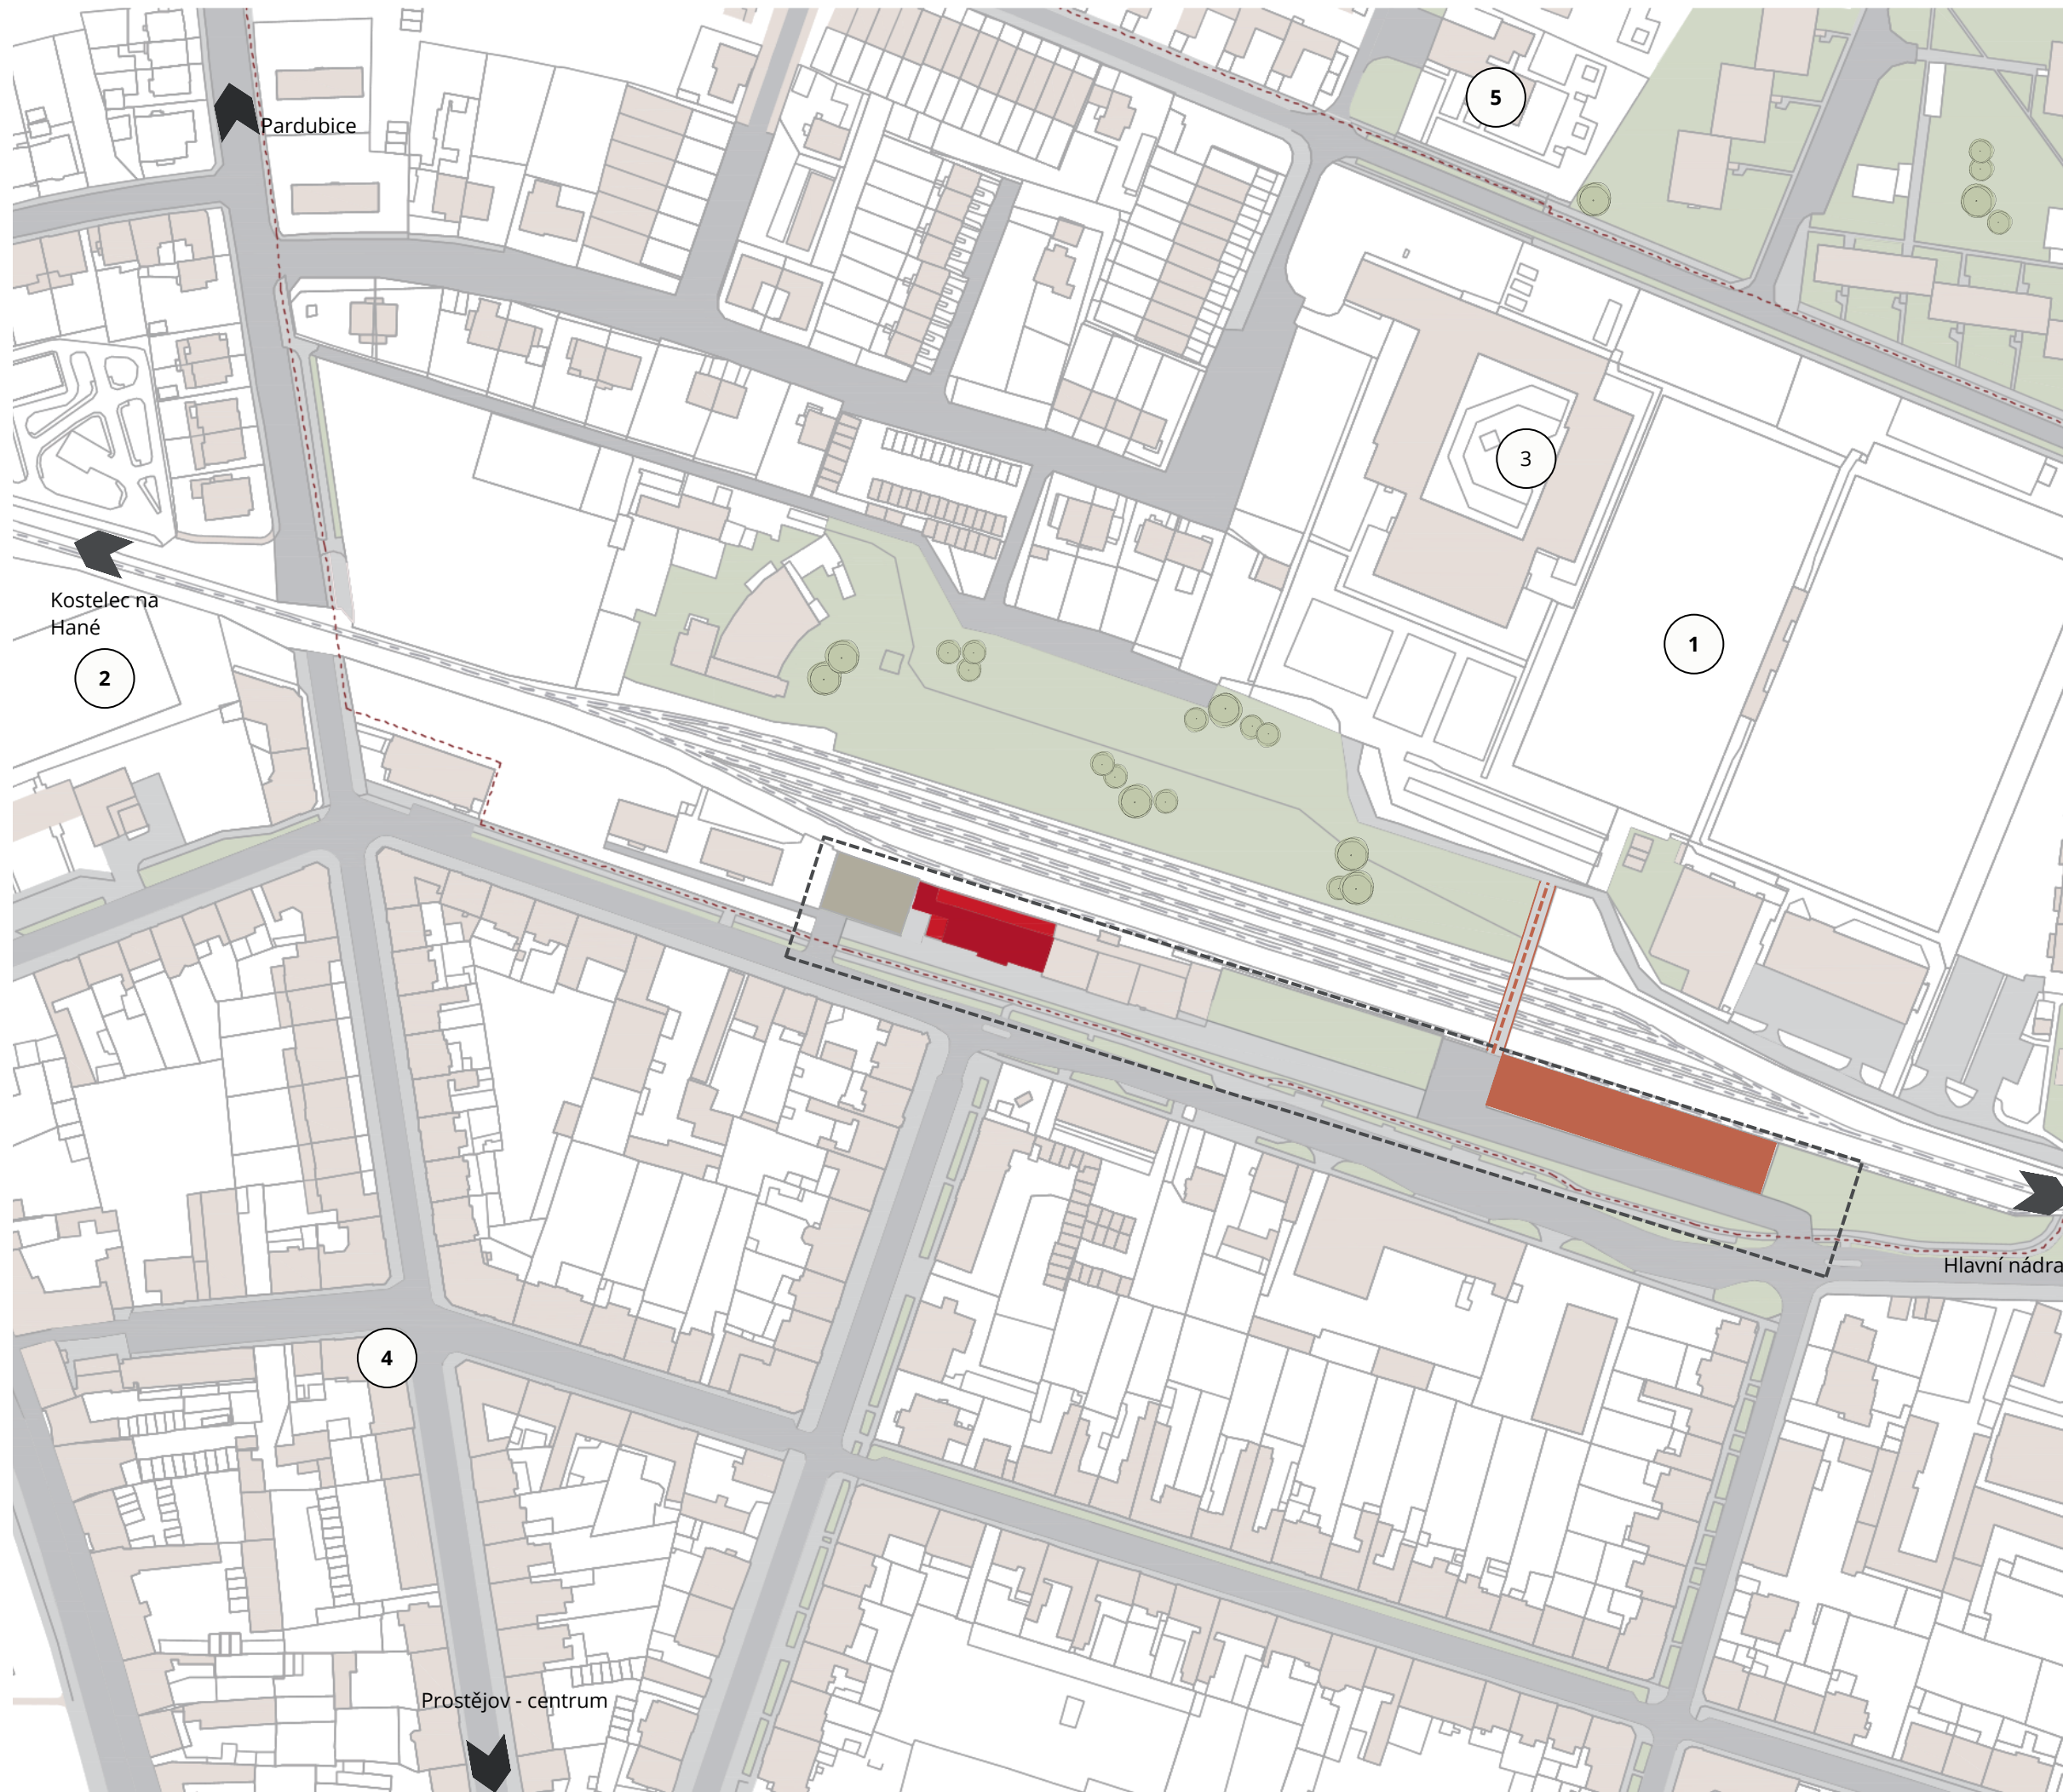 5
Pardubice
3
Kostelec na
Hané
1
2
Hlavní nádra
4
Prostějov - centrum